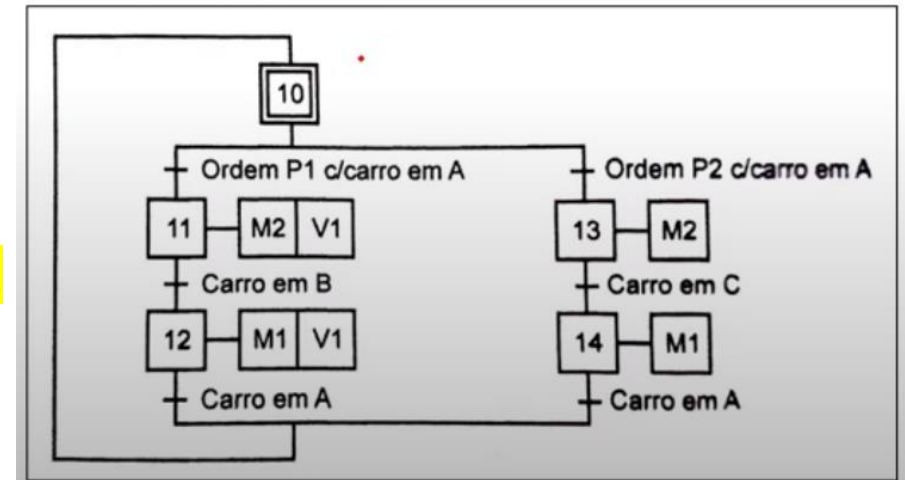 10
Ordem P1 c/carro em A
Ordem P2 c/carro em A
11 M2 V1
13 M2
Carro em B
Carro em C
12 M1 V1
14 M1
Carro em A
Carro em A